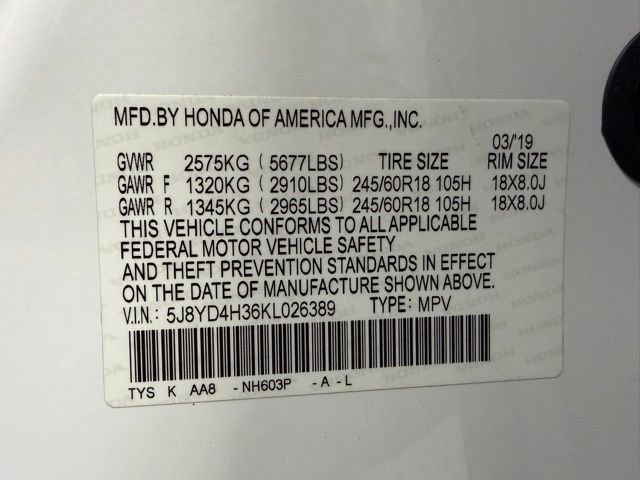 MFD.BY HONDA OF AMERICA MFG.,INC.
03/'19
GVWR 2575KG (5677LBS) TIRE SIZE RIM SIZE
GAWR F 1320KG (2910LBS) 245/60R18 105H 18X8.0J
GAWR R 1345KG (2965LBS) 245/60R18 105H 18X8.0J
THIS VEHICLE CONFORMS TO ALL APPLICABLE
FEDERAL MOTOR VEHICLE SAFETY
AND THEFT PREVENTION STANDARDS IN EFFECT
ON THE DATE OF MANUFACTURE SHOWN ABOVE.
V.I.N.: 5J8YD4H36KL026389 TYPE: MPV
TYS K AA8 -NH603P -A-L